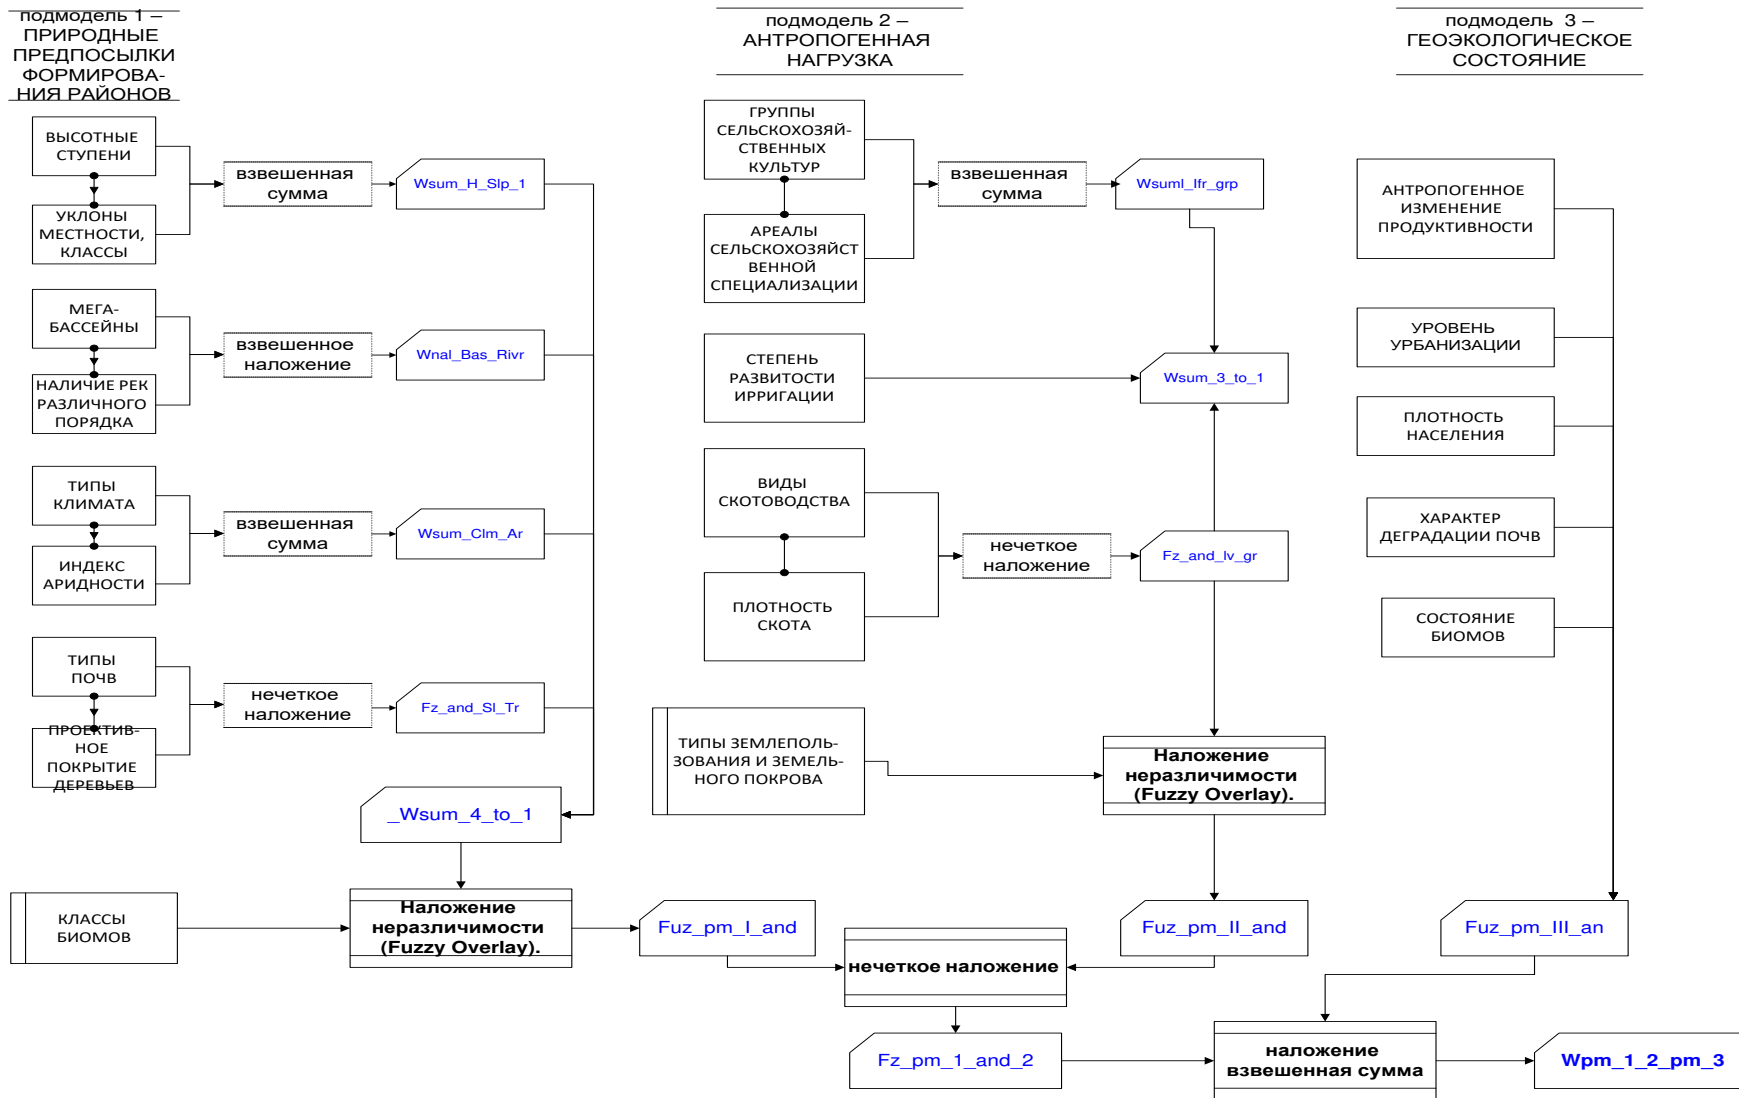 подмодель 1 –
ПРИРОДНЫЕ
ПРЕДПОСЫЛКИ
ФОРМИРОВА-
НИЯ РАЙОНОВ
ВЫСОТНЫЕ
СТУПЕНИ
УКЛОНЫ
МЕСТНОСТИ,
КЛАССЫ
взвешенная
сумма
Wsum_H_Slp_1
МЕГА-
БАССЕЙНЫ
НАЛИЧИЕ РЕК
РАЗЛИЧНОГО
ПОРЯДКА
взвешенное
наложение
Wnal_Bas_Rivr
ТИПЫ
КЛИМАТА
ИНДЕКС
АРИДНОСТИ
взвешенная
сумма
Wsum_Clm_Ar
ТИПЫ
ПОЧВ
ПРОЕКТИВ-
НОЕ
ПОКРЫТИЕ
ДЕРЕВЬЕВ
нечеткое
наложение
Fz_and_Sl_Tr
_Wsum_4_to_1
КЛАССЫ
БИОМОВ
Наложение
неразличимости
(Fuzzy Overlay).
Fuz_pm_I_and
подмодель 2 –
АНТРОПОГЕННАЯ
НАГРУЗКА
ГРУППЫ
СЕЛЬСКОХОЗЯЙ-
СТВЕННЫХ
КУЛЬТУР
АРЕАЛЫ
СЕЛЬСКОХОЗЯЙСТ
ВЕННОЙ
СПЕЦИАЛИЗАЦИИ
взвешенная
сумма
Wsuml_Ifr_grp
СТЕПЕНЬ
РАЗВИТОСТИ
ИРРИГАЦИИ
Wsum_3_to_1
ВИДЫ
СКОТОВОДСТВА
ПЛОТНОСТЬ
СКОТА
нечеткое
наложение
Fz_and_lv_gr
ТИПЫ ЗЕМЛЕПОЛЬ-
ЗОВАНИЯ И ЗЕМЕЛЬ-
НОГО ПОКРОВА
Наложение
неразличимости
(Fuzzy Overlay).
Fuz_pm_II_and
нечеткое наложение
Fz_pm_1_and_2
подмодель  3 –
ГЕОЭКОЛОГИЧЕСКОЕ
СОСТОЯНИЕ
АНТРОПОГЕННОЕ
ИЗМЕНЕНИЕ
ПРОДУКТИВНОСТИ
УРОВЕНЬ
УРБАНИЗАЦИИ
ПЛОТНОСТЬ
НАСЕЛЕНИЯ
ХАРАКТЕР
ДЕГРАДАЦИИ ПОЧВ
СОСТОЯНИЕ
БИОМОВ
Fuz_pm_III_an
наложение
взвешенная сумма
Wpm_1_2_pm_3